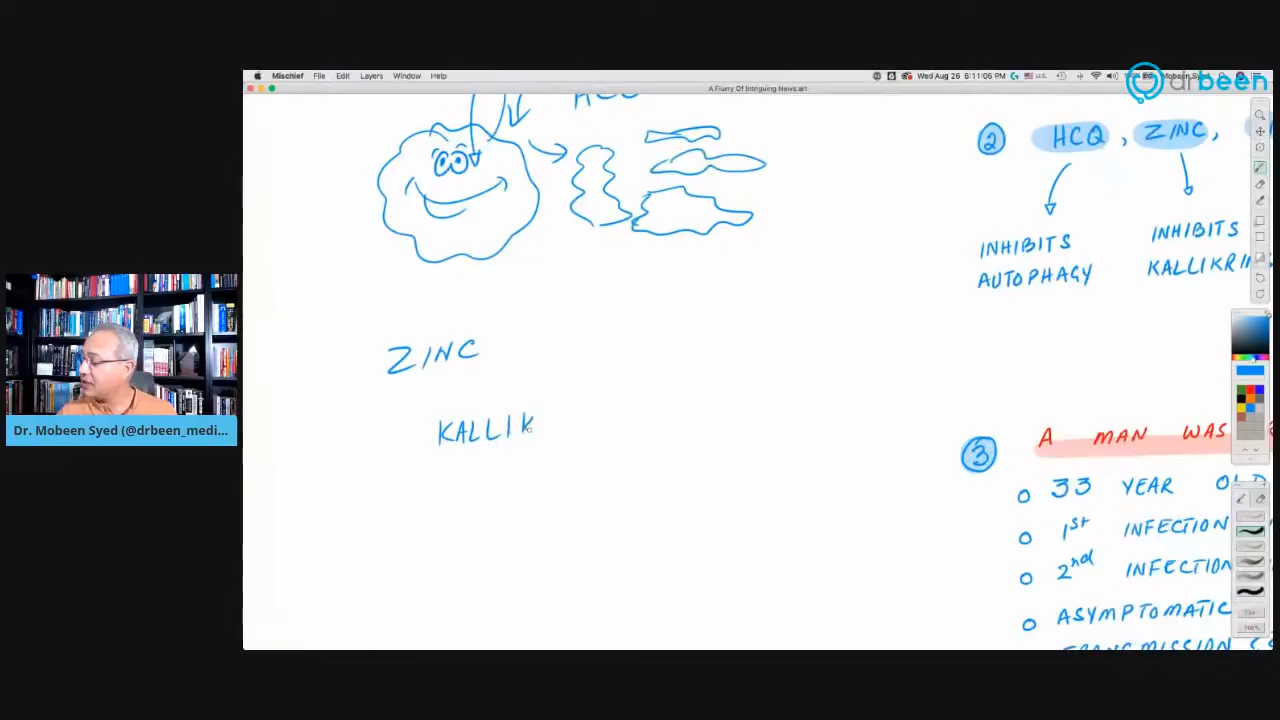 Mischief File Edit Layers Window Help
Wed Aug 26 6:11:06 PM
drbeen
A Flurry Of Intriguing News.art
HCQ
2 HCQ, ZINC,
INHIBITS
AUTOPHAGY
INHIBITS
KALLIKRI
ZINC
KALLIK
Dr. Mobeen Syed (@drbeen_medi...
3 A MAN WAS
33 YEAR OLD
1st INFECTION
2nd INFECTION
ASYMPTOMATIC
100%